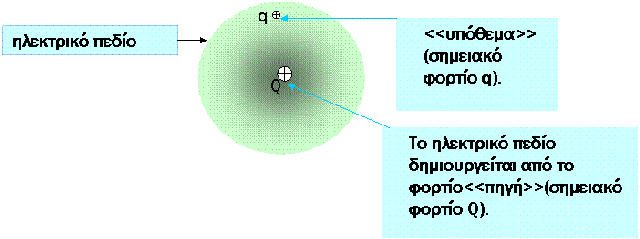 ηλεκτρικό πεδίο
q
Q
<<υπόθεμα>>
(σημειακό
φορτίο q).
Το ηλεκτρικό πεδίο
δημιουργείται από το
φορτίο<<πηγή>>(σημειακό
φορτίο Q).